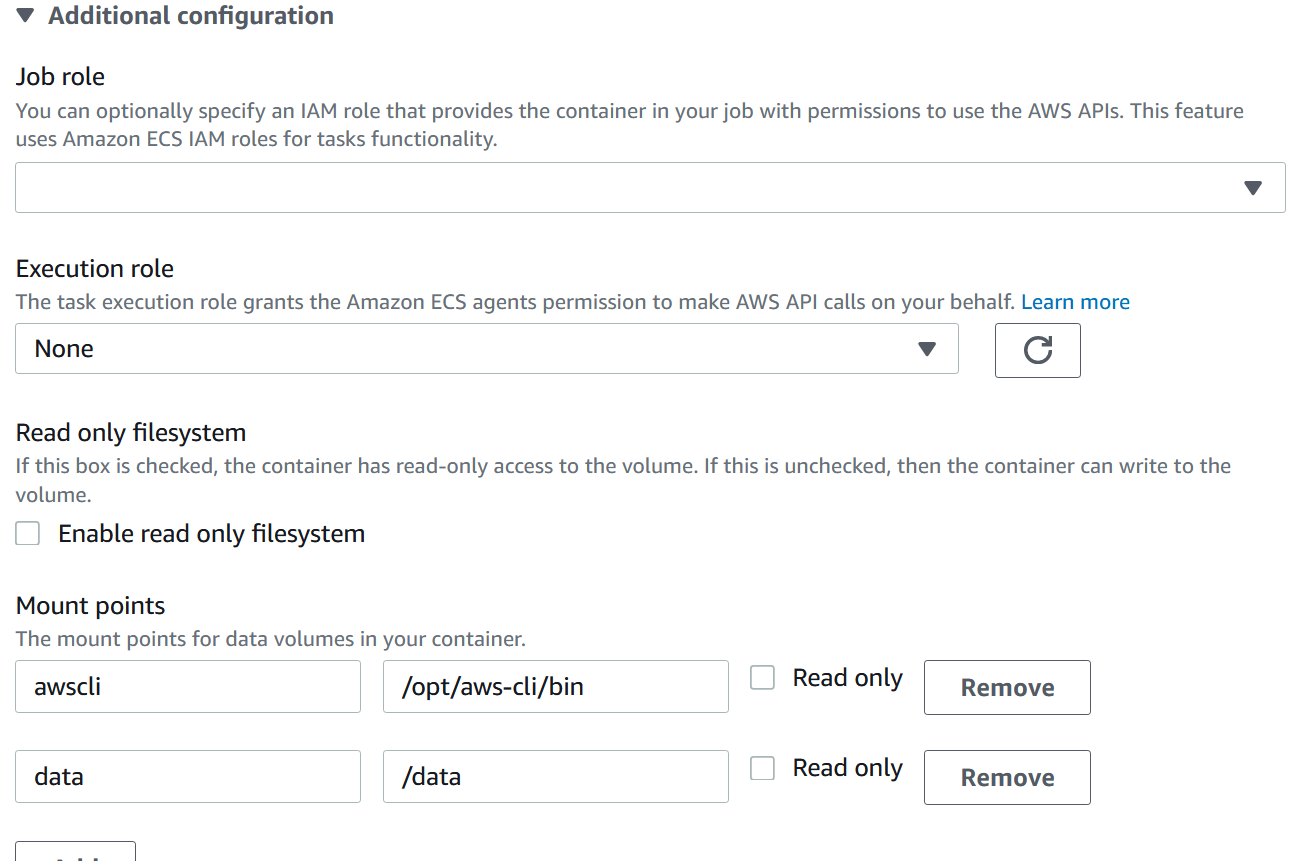 Additional configuration
Job role
You can optionally specify an IAM role that provides the container in your job with permissions to use the AWS APIs. This feature
uses Amazon ECS IAM roles for tasks functionality.
Execution role
The task execution role grants the Amazon ECS agents permission to make AWS API calls on your behalf. Learn more
None
Read only filesystem
If this box is checked, the container has read-only access to the volume. If this is unchecked, then the container can write to the
volume.
Enable read only filesystem
Mount points
The mount points for data volumes in your container.
awscli /opt/aws-cli/bin Read only Remove
data /data Read only Remove